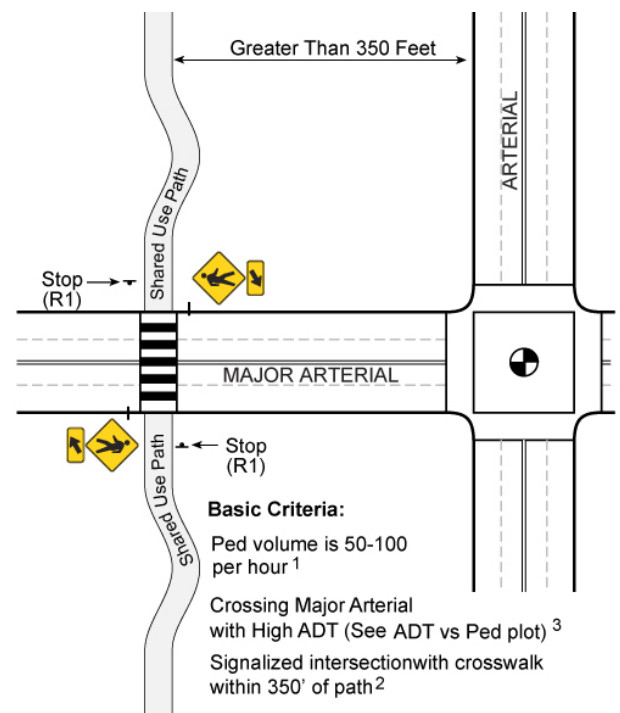 Greater Than 350 Feet
ARTERIAL
Shared Use Path
Stop
(R1)
MAJOR ARTERIAL
Stop
(R1)
Shared Use Path
Basic Criteria:
Ped volume is 50-100
per hour 1
Crossing Major Arterial
with High ADT (See ADT vs Ped plot) 3
Signalized intersectionwith crosswalk
within 350' of path 2